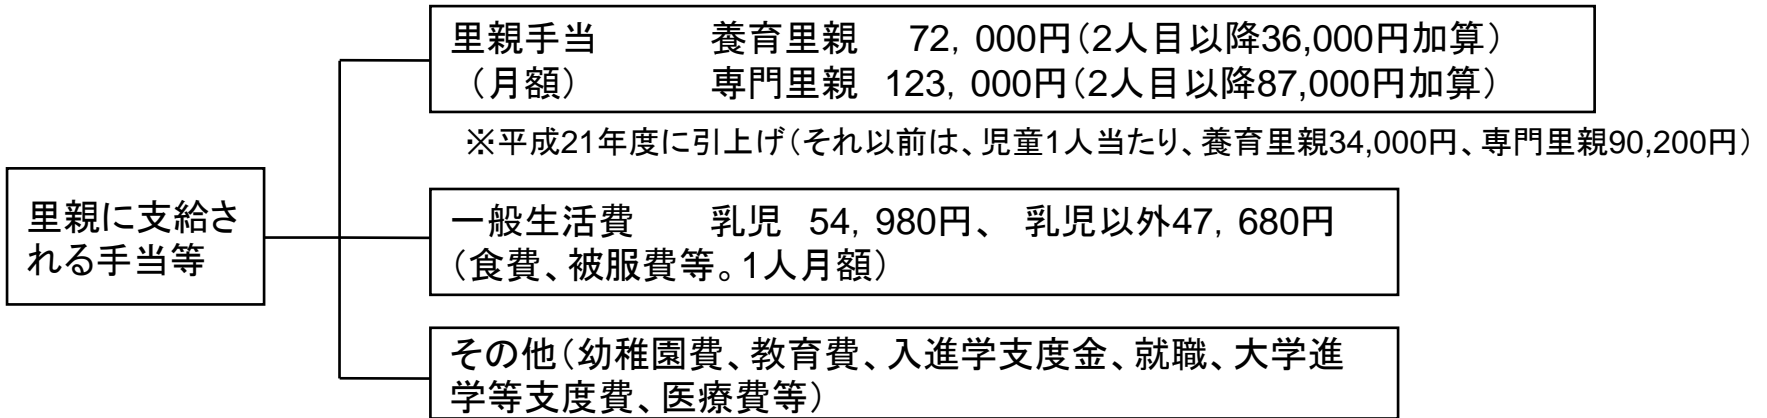 里親手当 養育里親 72，000円（2人目以降36,000円加算）
（月額） 専門里親 123，000円（2人目以降87,000円加算）
※平成21年度に引上げ（それ以前は、児童1人当たり、養育里親34,000円、専門里親90,200円）
里親に支給さ
れる手当等
一般生活費 乳児 54，980円、 乳児以外47，680円
（食費、被服費等。1人月額）
その他（幼稚園費、教育費、入進学支度金、就職、大学進
学等支度費、医療費等）